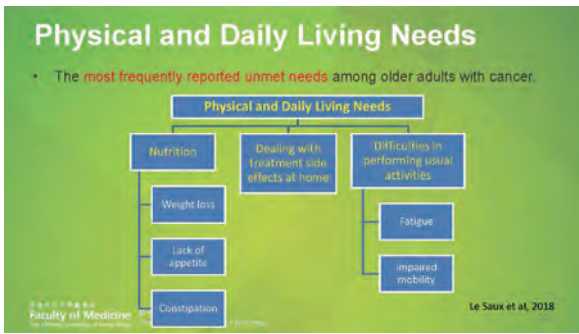 Physical and Daily Living Needs
• The most frequently reported unmet needs among older adults with cancer.
Physical and Daily Living Needs
Nutrition
Weight loss
Lack of
appetite
Constipation
Dealing with
treatment side
effects at home
Difficulties in
performing usual
activities
Fatigue
Impaired
mobility
Faculty of Medicine
Le Saux et al, 2018